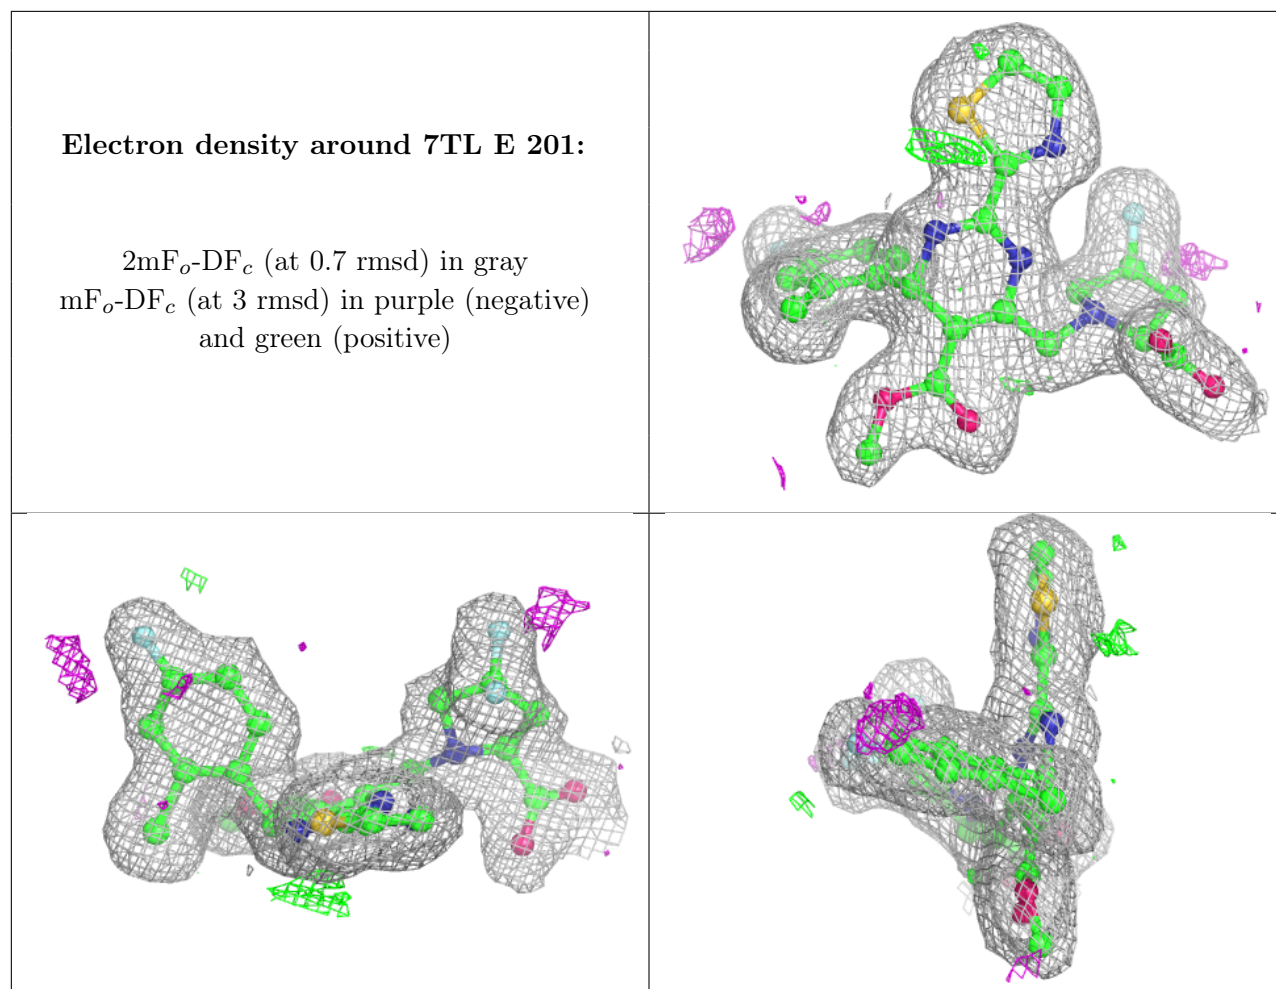 Electron density around 7TL E 201:
2mFo-DFc (at 0.7 rmsd) in gray
mFo-DFc (at 3 rmsd) in purple (negative)
and green (positive)